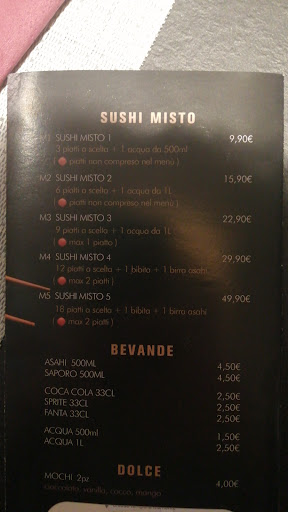 SUSHI MISTO
M1 SUSHI MISTO 1 9,90€
3 piatti a scelta + 1 acqua da 500ml
( piatti non compreso nel menù )
M2 SUSHI MISTO 2 15,90€
6 piatti a scelta + 1 acqua da 1L
( piatti non compreso nel menù )
M3 SUSHI MISTO 3 22,90€
9 piatti a scelta + 1 acqua da 1L
( max 1 piatto )
M4 SUSHI MISTO 4 29,90€
12 piatti a scelta + 1 bibita + 1 birra asahi
( max 2 piatti )
M5 SUSHI MISTO 5 49,90€
18 piatti a scelta + 1 bibita + 1 birra asahi
( max 2 piatti )
BEVANDE
ASAHI 500ML 4,50€
SAPORO 500ML 4,50€
COCA COLA 33CL 2,50€
SPRITE 33CL 2,50€
FANTA 33CL 2,50€
ACQUA 500ml 1,50€
ACQUA 1L 2,50€
DOLCE
MOCHI 2pz 4,00€
cioccolato, vaniglia, cocco, mango